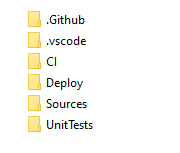 .Github
.vscode
CI
Deploy
Sources
UnitTests